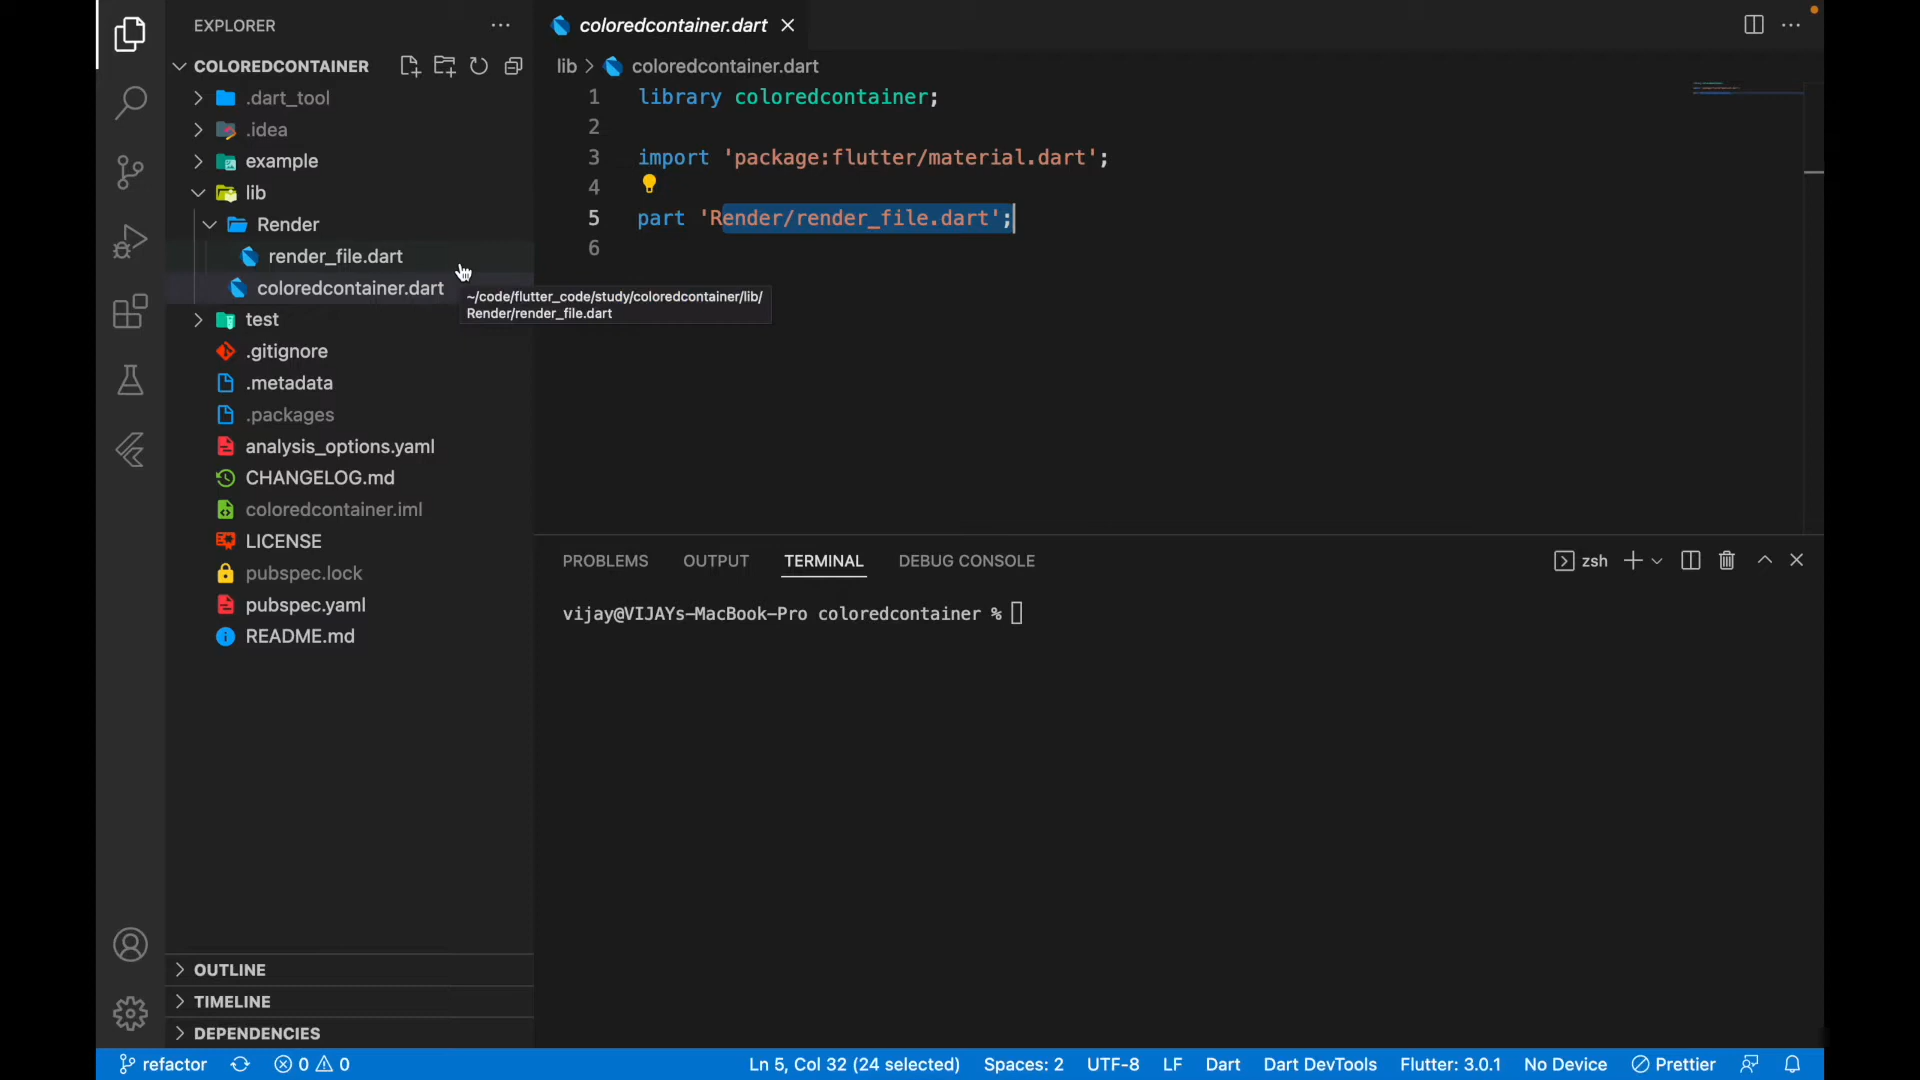 EXPLORER
COLOREDCONTAINER
.dart_tool
.idea
example
lib
Render
render_file.dart
coloredcontainer.dart
~/code/flutter_code/study/coloredcontainer/lib/
Render/render_file.dart
test
.gitignore
.metadata
.packages
analysis_options.yaml
CHANGELOG.md
coloredcontainer.iml
LICENSE
pubspec.lock
pubspec.yaml
README.md
OUTLINE
TIMELINE
DEPENDENCIES
coloredcontainer.dart
lib > coloredcontainer.dart
1 library coloredcontainer;
2
3 import 'package:flutter/material.dart';
4
5 part 'Render/render_file.dart';
6
PROBLEMS OUTPUT TERMINAL DEBUG CONSOLE zsh
vijay@VIJAYs-MacBook-Pro coloredcontainer %
refactor 0 0 Ln 5, Col 32 (24 selected) Spaces: 2 UTF-8 LF Dart Dart DevTools Flutter: 3.0.1 No Device Prettier